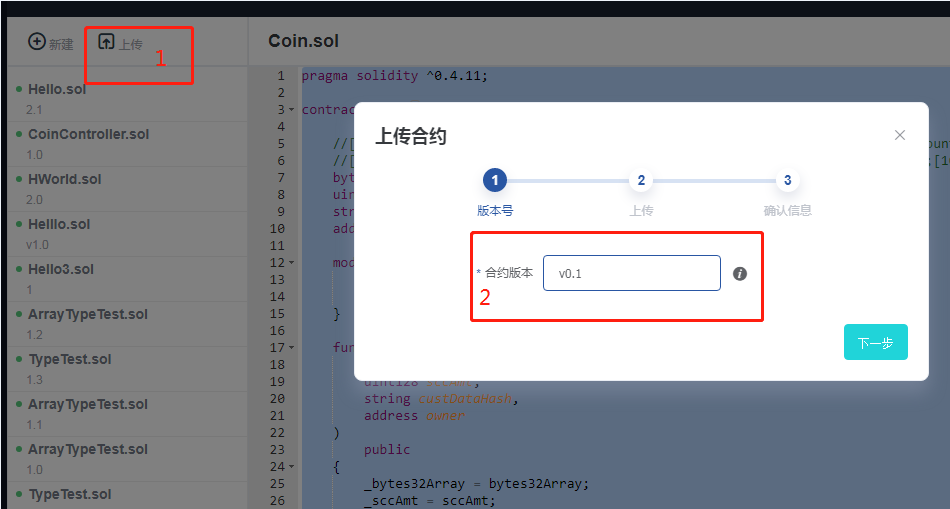 新建
上传
1
Hello.sol
2.1
CoinController.sol
1.0
HWorld.sol
2.0
Helllo.sol
v1.0
Hello3.sol
1
ArrayTypeTest.sol
1.2
TypeTest.sol
1.3
ArrayTypeTest.sol
1.1
ArrayTypeTest.sol
1.0
TypeTest.sol
Coin.sol
1 pragma solidity ^0.4.11;
2
3 contrac
4
5 //[
6 //[
7 byt
8 uin
9 str
10 add
11
12 mod
13
14
15 }
16
17 fun
18
19 uint128 sccAmt,
20 string custDataHash,
21 address owner
22 )
23 public
24 {
25 _bytes32Array = bytes32Array;
26 _sccAmt = sccAmt;
上传合约
1
2
3
版本号
上传
确认信息
* 合约版本
v0.1
2
下一步